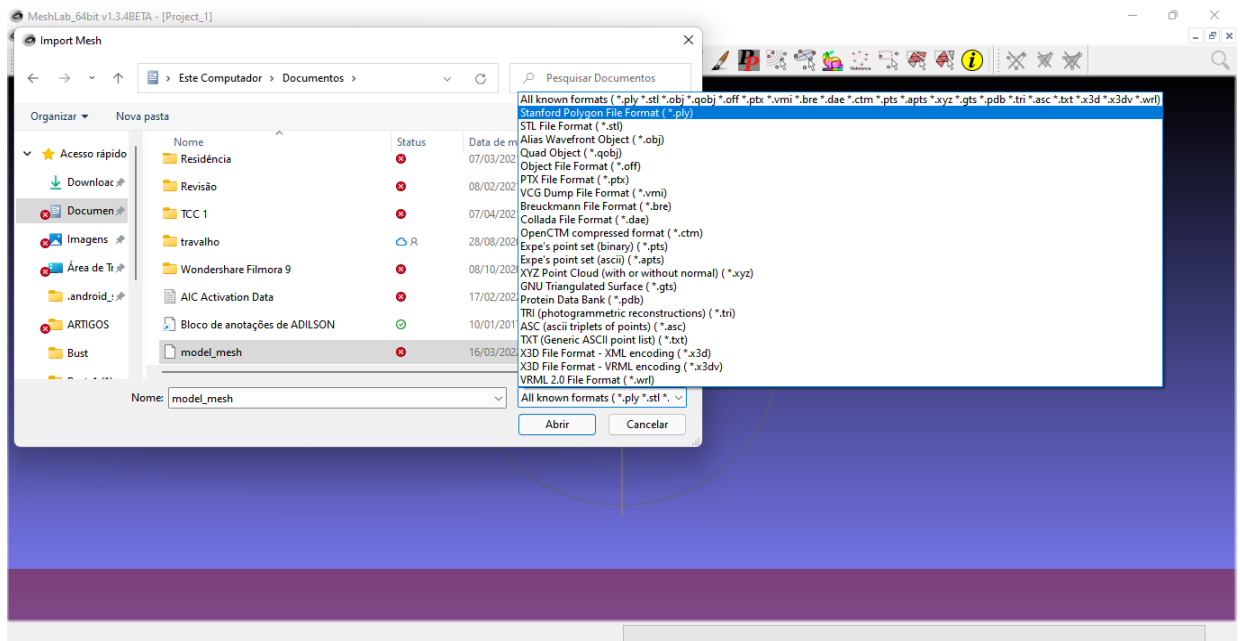 MeshLab_64bit v1.3.4BETA - [Project_1]
Import Mesh
Este Computador > Documentos >
Pesquisar Documentos
Organizar
Nova pasta
Acesso rápido
Downloac
Documen
Imagens
Área de Tr
.android_
ARTIGOS
Bust
Nome Status Data de m
Residência 07/03/202
Revisão 08/02/202
TCC 1 07/04/202
travalho 28/08/202
Wondershare Filmora 9 08/10/202
AIC Activation Data 17/02/202
Bloco de anotações de ADILSON 10/01/201
model_mesh 16/03/202
All known formats ( *.ply *.stl *.obj *.qobj *.off *.ptx *.vmi *.bre *.dae *.ctm *.pts *.apts *.xyz *.gts *.pdb *.tri *.asc *.txt *.x3d *.x3dv *.wrl)
Stanford Polygon File Format ( *.ply)
STL File Format ( *.stl)
Alias Wavefront Object ( *.obj)
Quad Object ( *.qobj)
Object File Format ( *.off)
PTX File Format ( *.ptx)
VCG Dump File Format ( *.vmi)
Breuckmann File Format ( *.bre)
Collada File Format ( *.dae)
OpenCTM compressed format ( *.ctm)
Expe's point set (binary) ( *.pts)
Expe's point set (ascii) ( *.apts)
XYZ Point Cloud (with or without normal) ( *.xyz)
GNU Triangulated Surface ( *.gts)
Protein Data Bank ( *.pdb)
TRI (photogrammetric reconstructions) ( *.tri)
ASC (ascii triplets of points) ( *.asc)
TXT (Generic ASCII point list) ( *.txt)
X3D File Format - XML encoding ( *.x3d)
X3D File Format - VRML encoding ( *.x3dv)
VRML 2.0 File Format ( *.wrl)
Nome: model_mesh
All known formats ( *.ply *.stl *.
Abrir
Cancelar